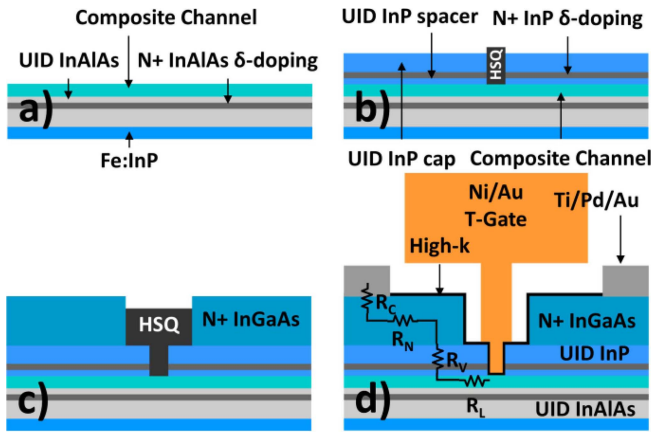 Composite Channel
UID InAlAs
N+ InAlAs δ-doping
a)
Fe:InP
UID InP spacer
N+ InP δ-doping
HSQ
b)
UID InP cap
Composite Channel
HSQ
N+ InGaAs
c)
Ni/Au
T-Gate
Ti/Pd/Au
High-k
RC
RN
RV
RL
N+ InGaAs
UID InP
d)
UID InAlAs